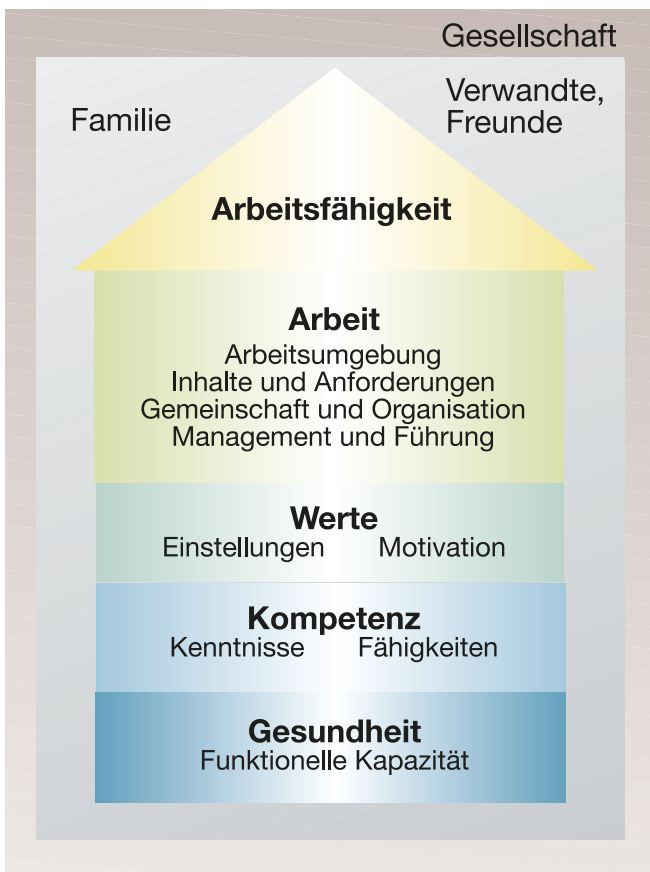 Gesellschaft
Familie
Verwandte,
Freunde
Arbeitsfähigkeit
Arbeit
Arbeitsumgebung
Inhalte und Anforderungen
Gemeinschaft und Organisation
Management und Führung
Werte
Einstellungen Motivation
Kompetenz
Kenntnisse Fähigkeiten
Gesundheit
Funktionelle Kapazität